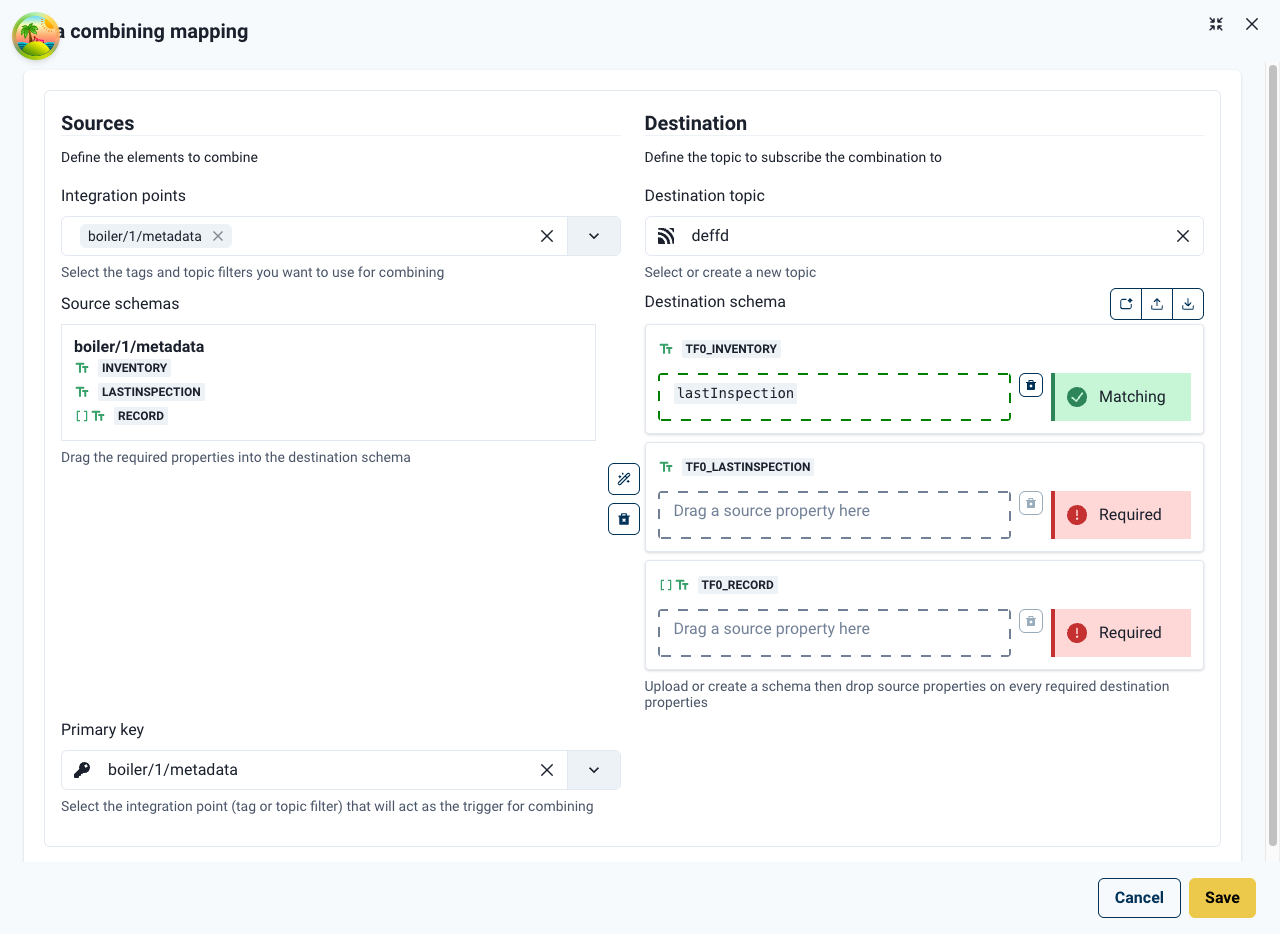 a combining mapping
Sources
Define the elements to combine
Integration points
boiler/1/metadata
Select the tags and topic filters you want to use for combining
Source schemas
boiler/1/metadata
INVENTORY
LASTINSPECTION
RECORD
Drag the required properties into the destination schema
Primary key
boiler/1/metadata
Select the integration point (tag or topic filter) that will act as the trigger for combining
Destination
Define the topic to subscribe the combination to
Destination topic
deffd
Select or create a new topic
Destination schema
TF0_INVENTORY
lastInspection
Matching
TF0_LASTINSPECTION
Drag a source property here
Required
TF0_RECORD
Drag a source property here
Required
Upload or create a schema then drop source properties on every required destination
properties
Cancel
Save